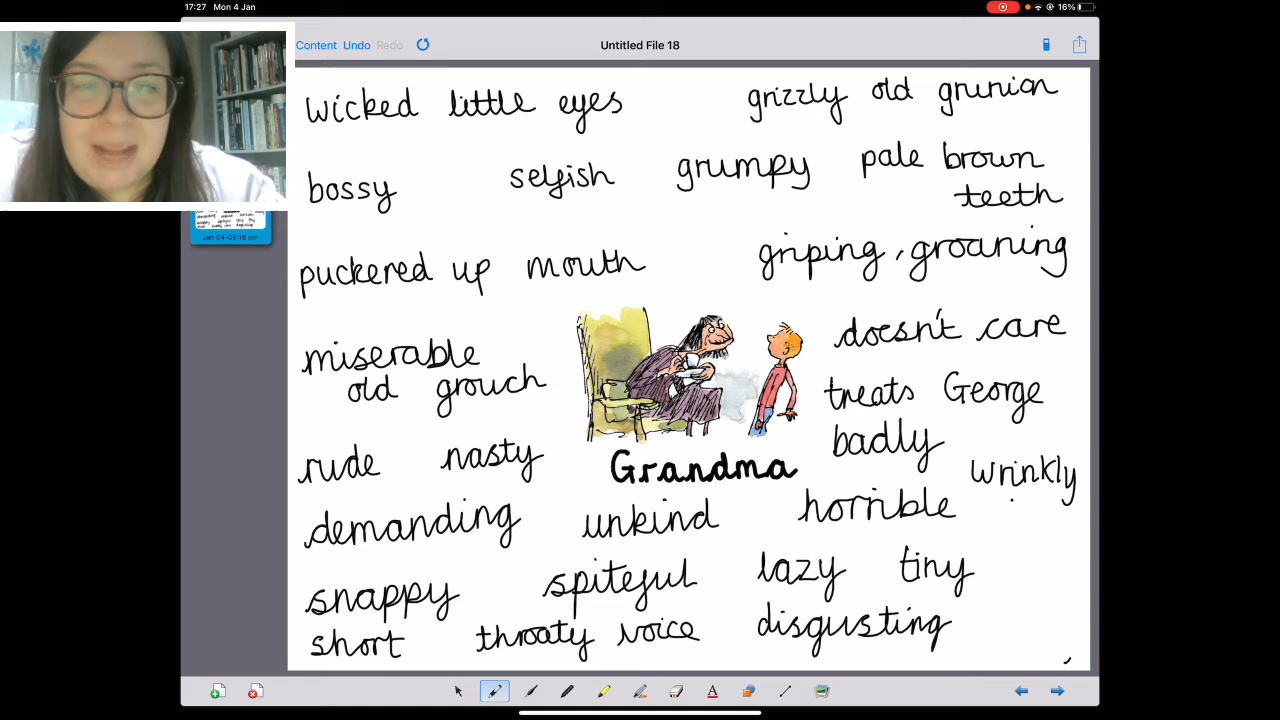 17:27 Mon 4 Jan 16%
Content Undo Redo Untitled File 18
wicked little eyes grizzly old grunion
bossy selfish grumpy pale brown
teeth
puckered up mouth griping, groaning
doesn't care
miserable
old grouch treats George
badly
rude nasty Grandma wrinkly
demanding unkind horrible
snappy spiteful lazy tiny
short throaty voice disgusting
Jan 04-05:18 pm
A